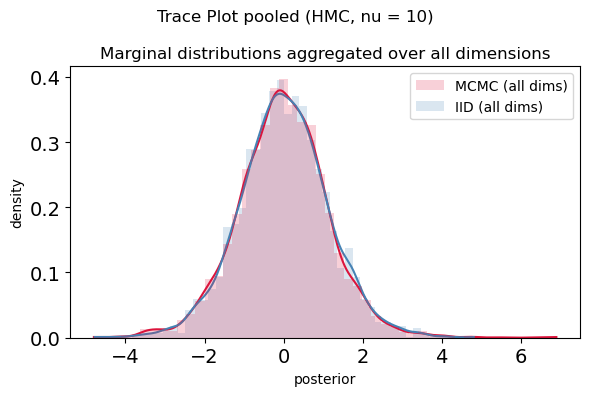 Trace Plot pooled (HMC, nu = 10)
Marginal distributions aggregated over all dimensions
MCMC (all dims)
IID (all dims)
density
0.4
0.3
0.2
0.1
0.0
−4 −2 0 2 4 6
posterior